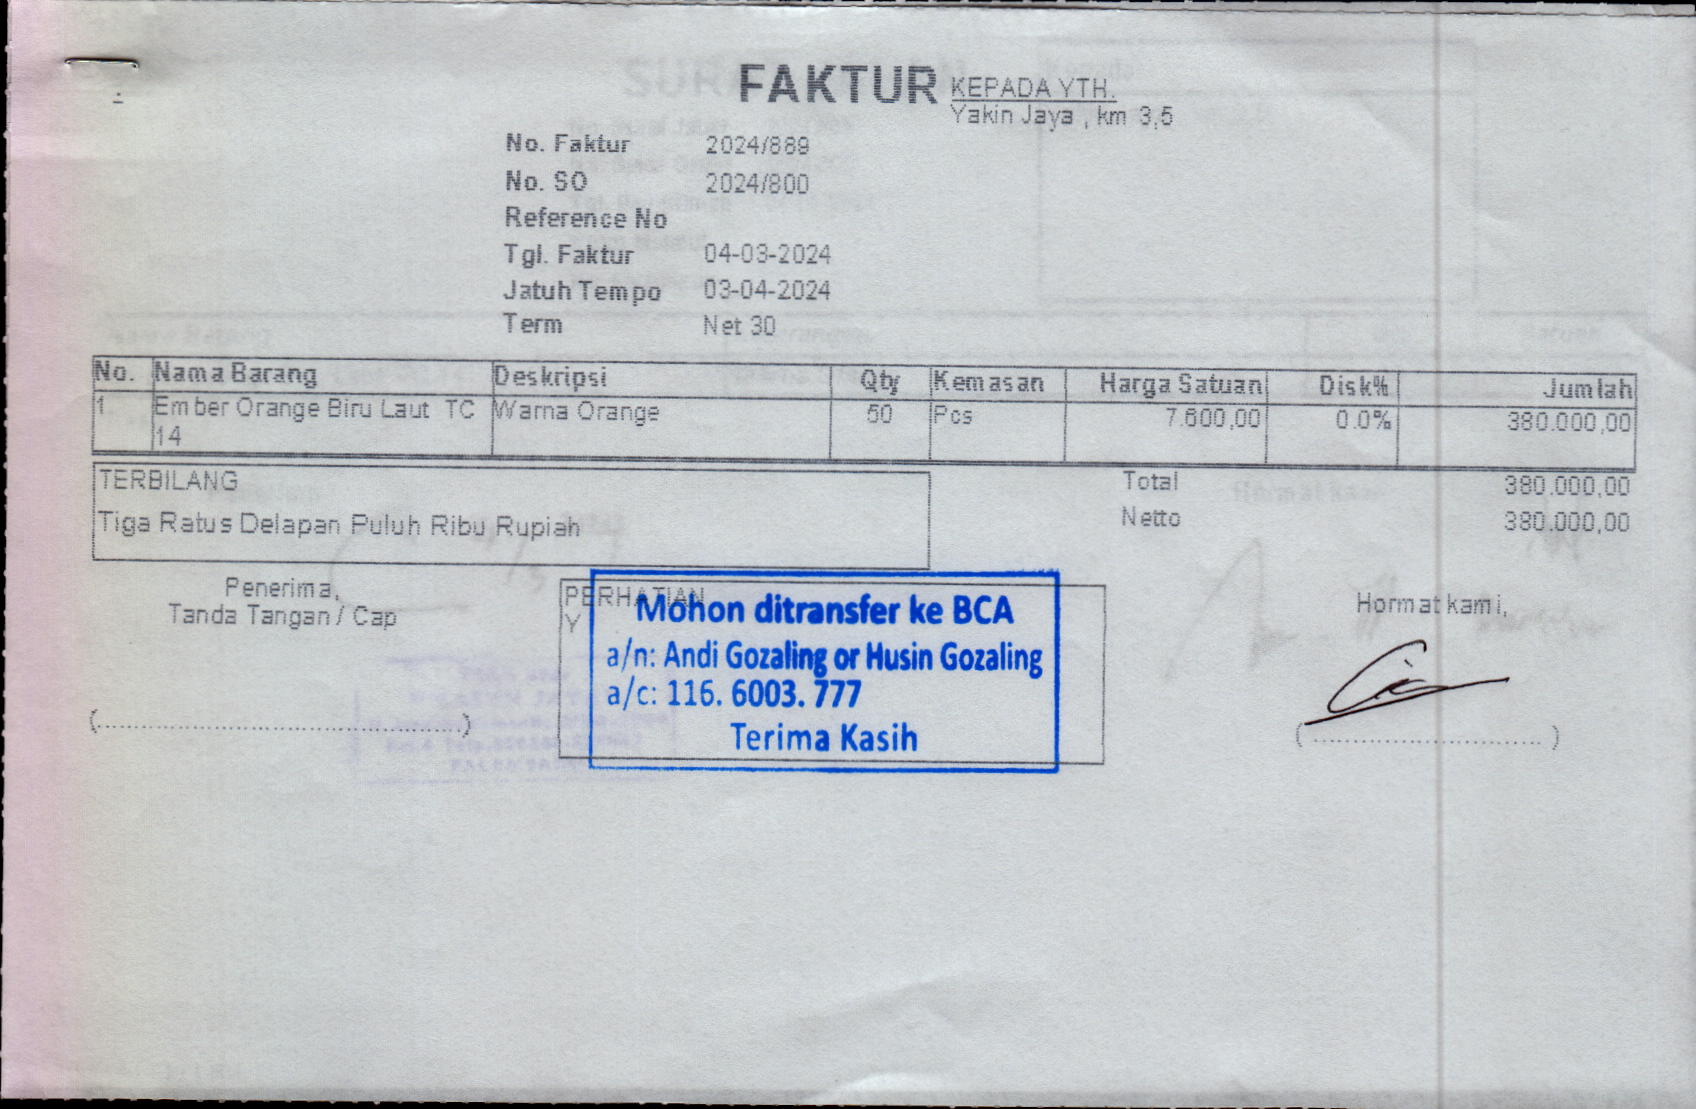 FAKTUR
KEPADA YTH.
Yakin Jaya , km 3,5
No. Faktur 2024/889
No. SO 2024/800
Reference No
Tgl. Faktur 04-03-2024
Jatuh Tempo 03-04-2024
Term Net 30
No. Nama Barang Deskripsi Qty Kemasan Harga Satuan Disk% Jumlah
1 Ember Orange Biru Laut TC Warna Orange 50 Pcs 7.600,00 0.0% 380.000,00
14
TERBILANG Total 380.000,00
Tiga Ratus Delapan Puluh Ribu Rupiah Netto 380.000,00
Penerima,
Tanda Tangan / Cap
PERHATIAN
Y
Mohon ditransfer ke BCA
a/n: Andi Gozaling or Husin Gozaling
a/c: 116. 6003. 777
Terima Kasih
Hormat kami,
(........................................................)
(................................)